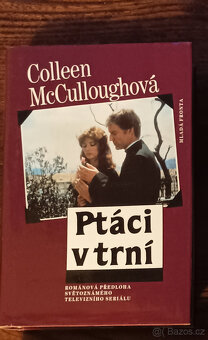 Colleen
McCulloughová
MLADÁ FRONTA
Ptáci
v trní
ROMÁNOVÁ PŘEDLOHA
SVĚTOZNÁMÉHO
TELEVIZNÍHO SERIÁLU
Bazos.cz